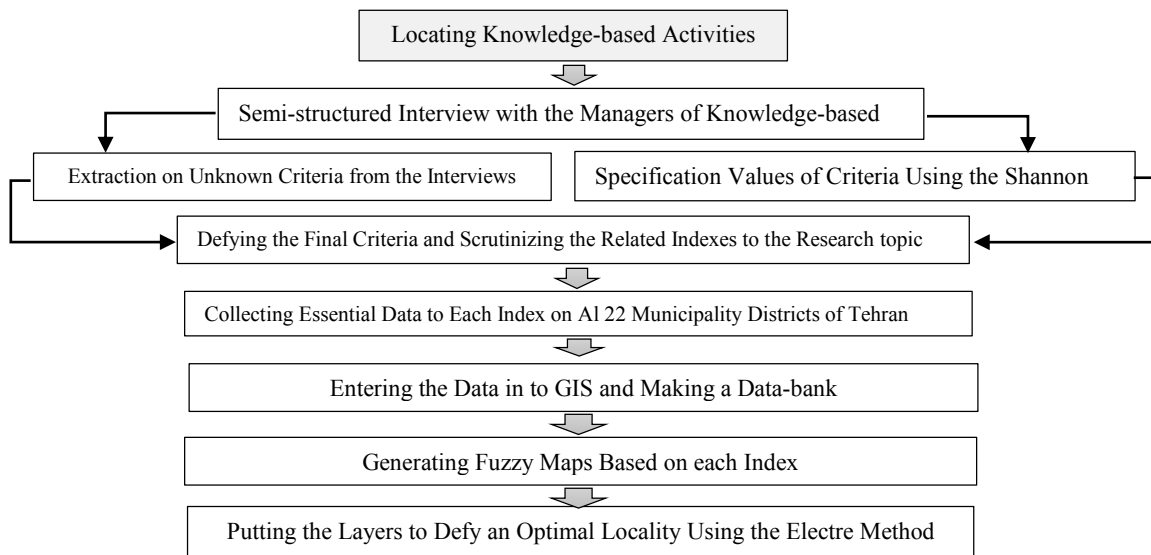 Locating Knowledge-based Activities
Semi-structured Interview with the Managers of Knowledge-based
Extraction on Unknown Criteria from the Interviews
Specification Values of Criteria Using the Shannon
Defying the Final Criteria and Scrutinizing the Related Indexes to the Research topic
Collecting Essential Data to Each Index on Al 22 Municipality Districts of Tehran
Entering the Data in to GIS and Making a Data-bank
Generating Fuzzy Maps Based on each Index
Putting the Layers to Defy an Optimal Locality Using the Electre Method